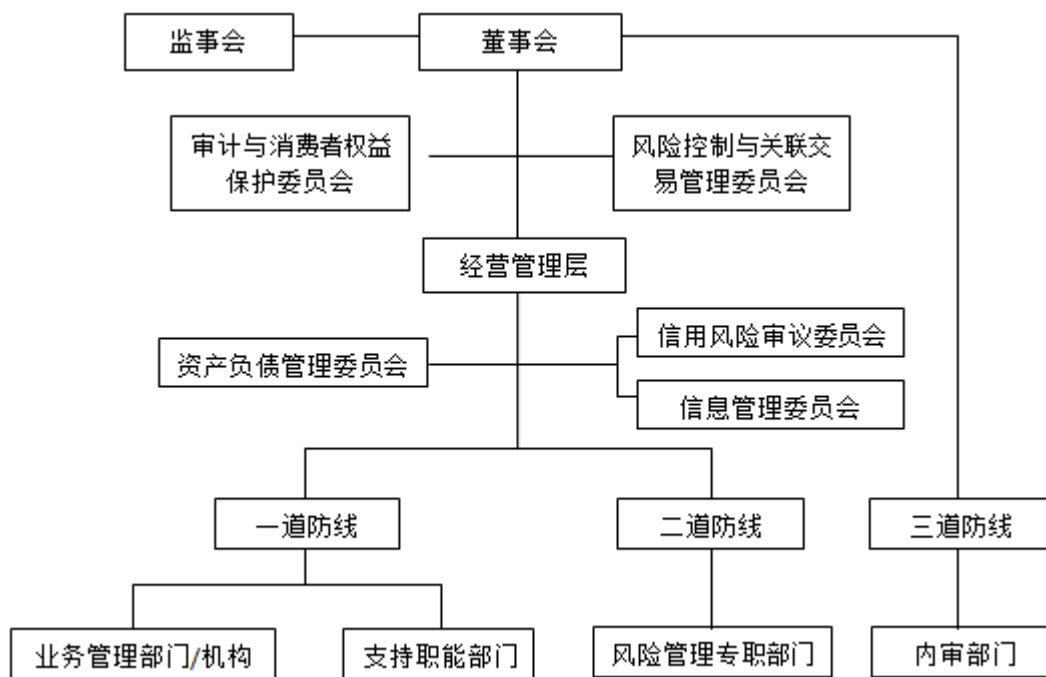 监事会
董事会
审计与消费者权益
保护委员会
风险控制与关联交
易管理委员会
经营管理层
资产负债管理委员会
信用风险审议委员会
信息管理委员会
一道防线
二道防线
三道防线
业务管理部门/机构
支持职能部门
风险管理专职部门
内审部门